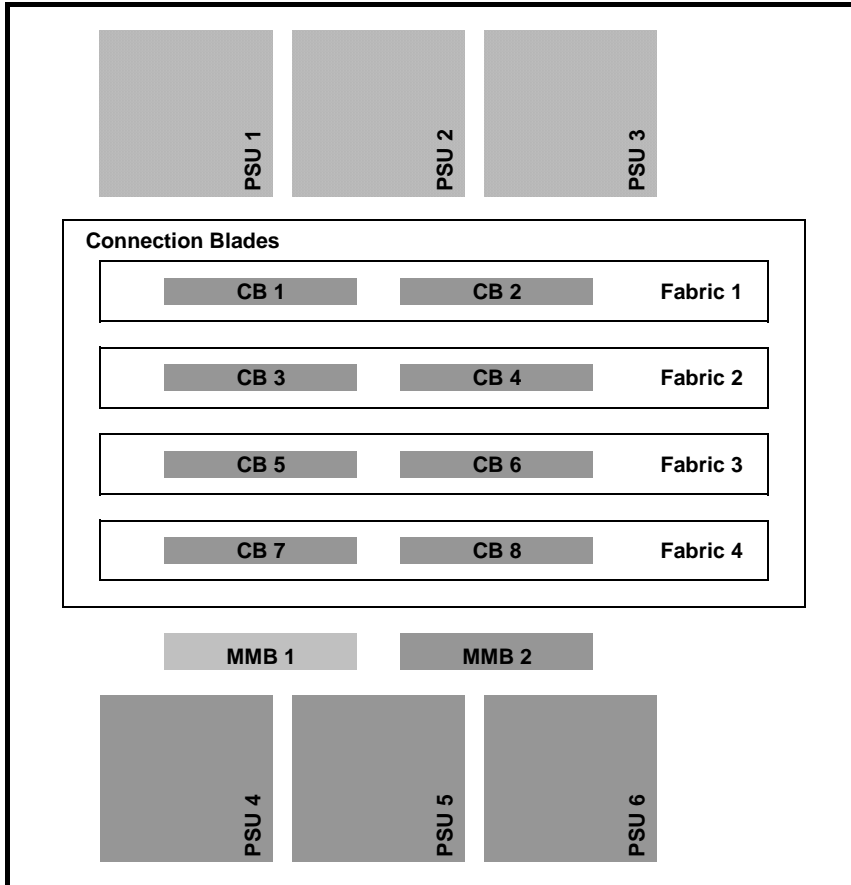 PSU 1
PSU 2
PSU 3
Connection Blades
CB 1
CB 2
Fabric 1
CB 3
CB 4
Fabric 2
CB 5
CB 6
Fabric 3
CB 7
CB 8
Fabric 4
MMB 1
MMB 2
PSU 4
PSU 5
PSU 6